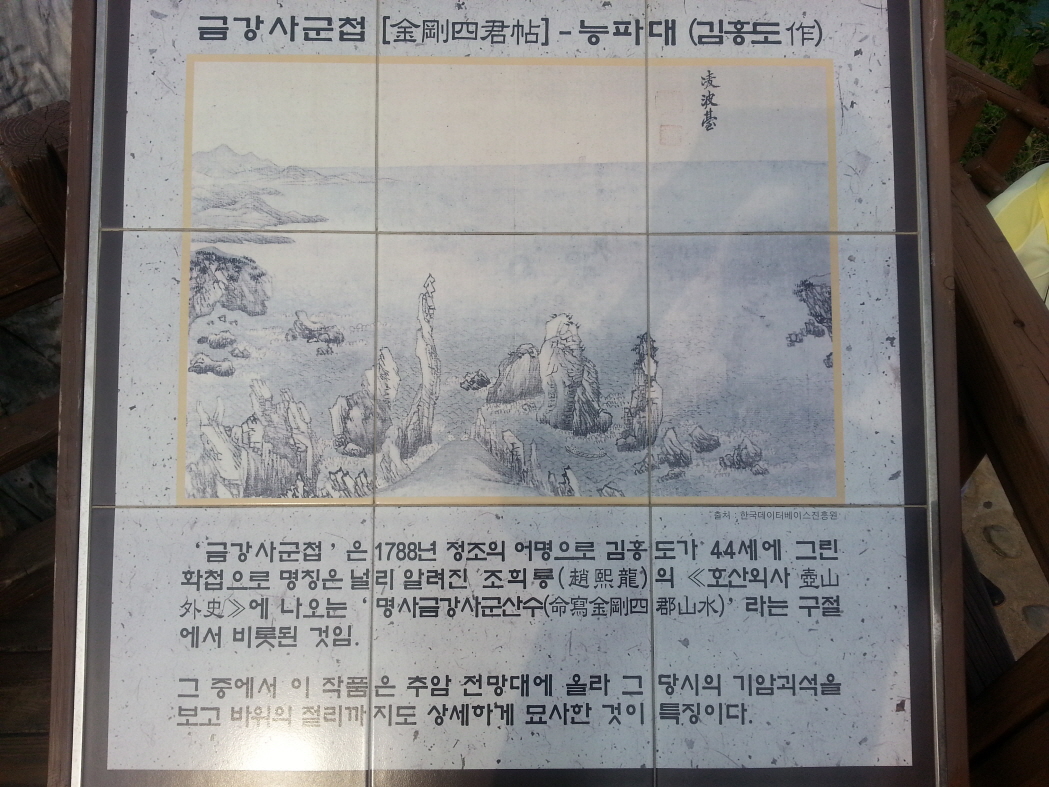 금강사군첩 [金剛四君帖] - 능파대 (김홍도 作)
凌波臺
출처 : 한국데이터베이스진흥원
'금강사군첩' 은 1788년 정조의 어명으로 김홍도가 44세에 그린
화첩으로 명칭은 널리 알려진 조희룡(趙熙龍)의 《호산외사 壺山
外史》에 나오는 '명사금강사군산수(命寫金剛四郡山水)' 라는 구절
에서 비롯된 것임.
그 중에서 이 작품은 추암 전망대에 올라 그 당시의 기암괴석을
보고 바위의 절리까지도 상세하게 묘사한 것이 특징이다.